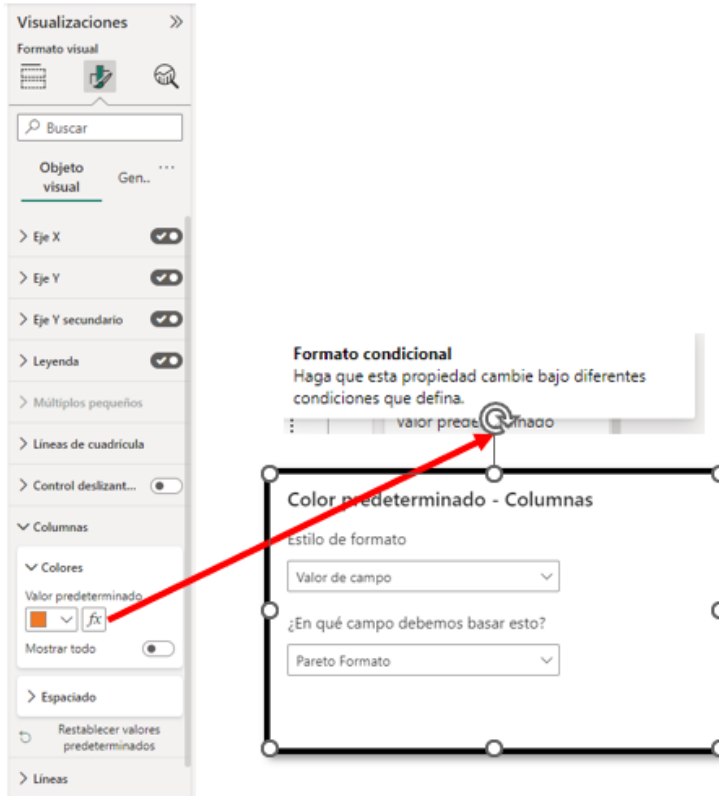 Visualizaciones
Formato visual
Buscar
Objeto
visual
Gen..
Eje X
Eje Y
Eje Y secundario
Leyenda
Múltiplos pequeños
Líneas de cuadrícula
Control deslizant...
Columnas
Colores
Valor predeterminado
fx
Mostrar todo
Espaciado
Restablecer valores
predeterminados
Líneas
Formato condicional
Haga que esta propiedad cambie bajo diferentes
condiciones que defina.
Valor predeterminado
Color predeterminado - Columnas
Estilo de formato
Valor de campo
¿En qué campo debemos basar esto?
Pareto Formato